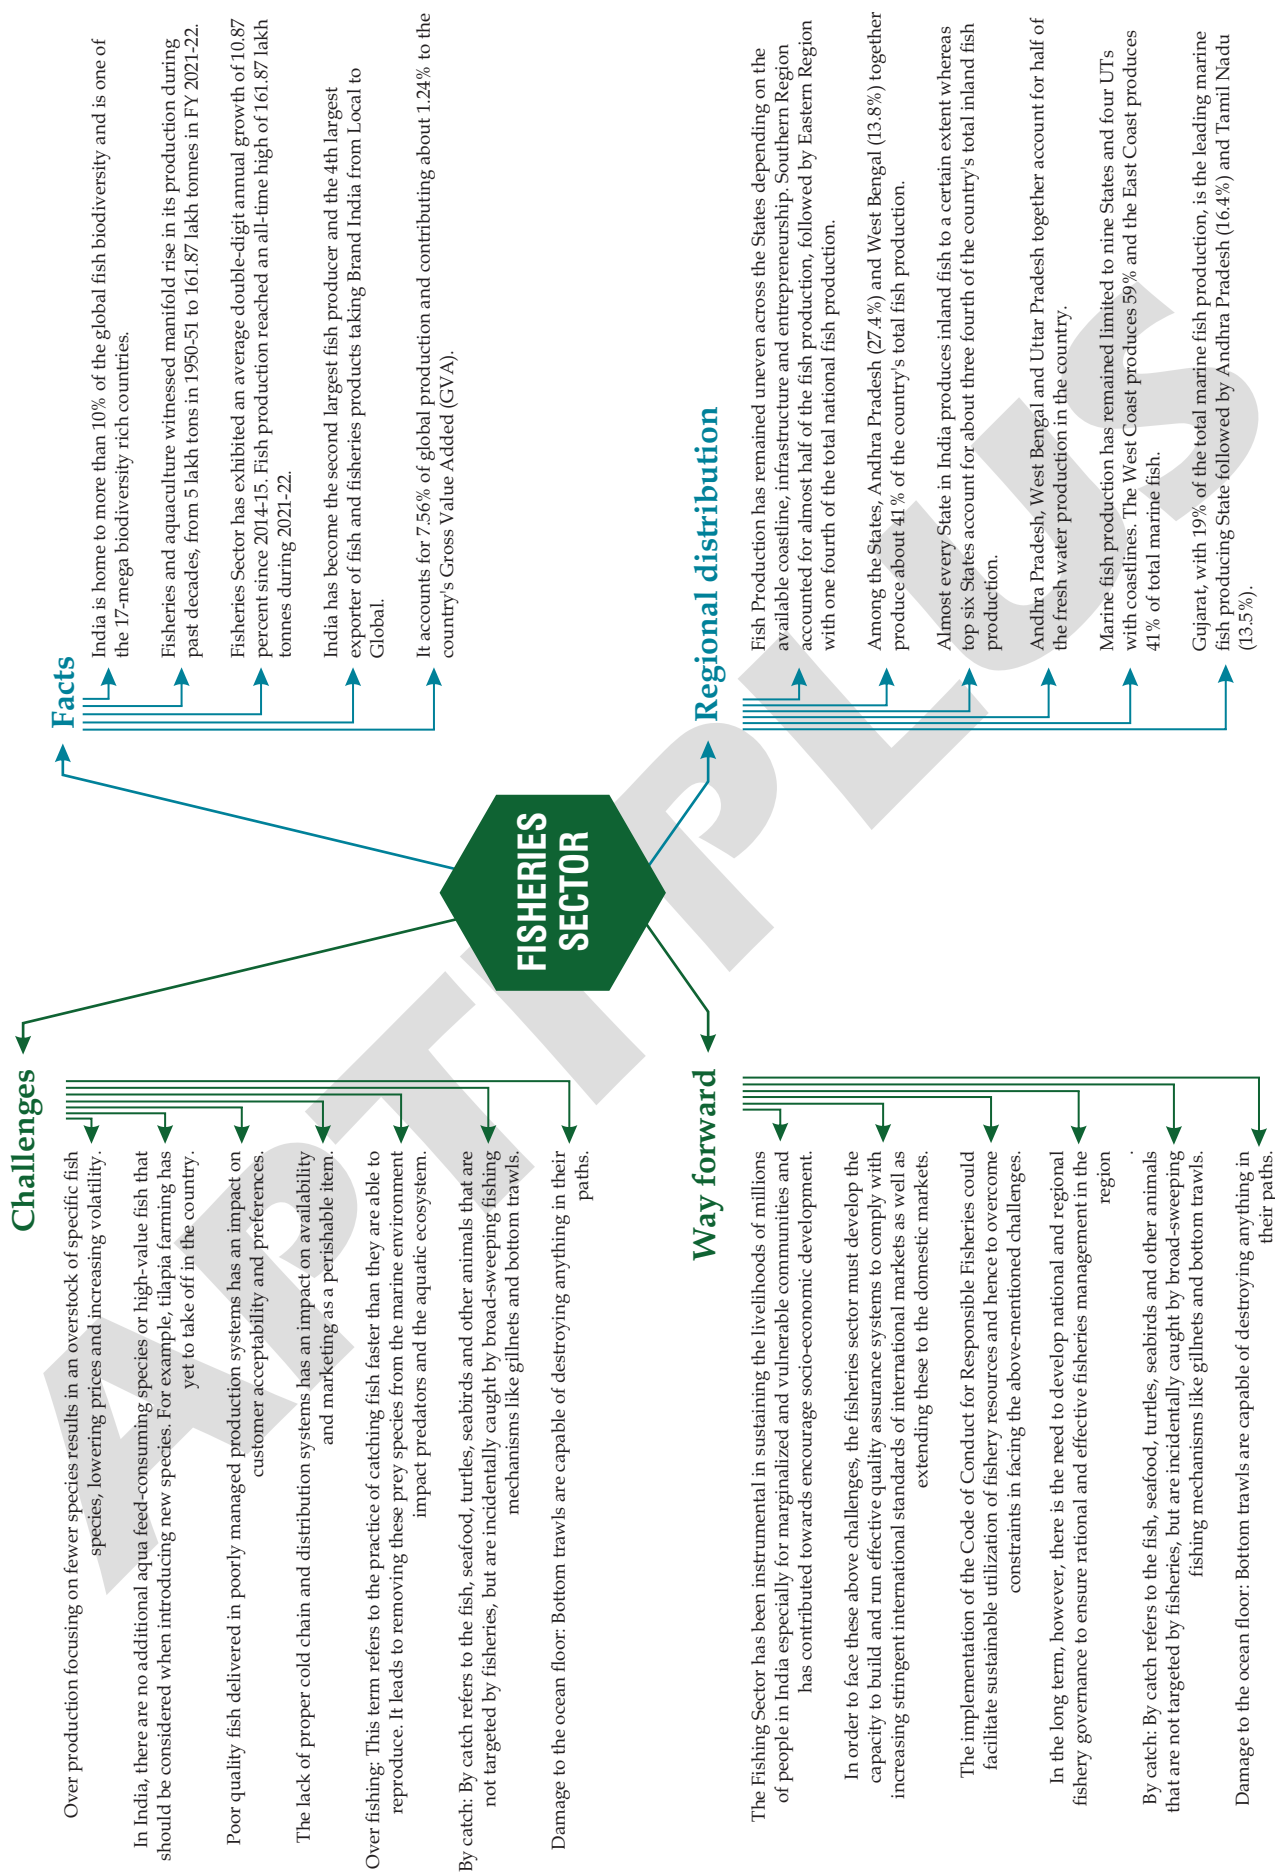 FISHERIES
SECTOR
Challenges
Over production focusing on fewer species results in an overstock of specific fish
species, lowering prices and increasing volatility.
In India, there are no additional aqua feed-consuming species or high-value fish that
should be considered when introducing new species. For example, tilapia farming has
yet to take off in the country.
Poor quality fish delivered in poorly managed production systems has an impact on
customer acceptability and preferences.
The lack of proper cold chain and distribution systems has an impact on availability
and marketing as a perishable item.
Over fishing: This term refers to the practice of catching fish faster than they are able to
reproduce. It leads to removing these prey species from the marine environment
impact predators and the aquatic ecosystem.
By catch: By catch refers to the fish, seafood, turtles, seabirds and other animals that are
not targeted by fisheries, but are incidentally caught by broad-sweeping fishing
mechanisms like gillnets and bottom trawls.
Damage to the ocean floor: Bottom trawls are capable of destroying anything in their
paths.
Facts
India is home to more than 10% of the global fish biodiversity and is one of
the 17-mega biodiversity rich countries.
Fisheries and aquaculture witnessed manifold rise in its production during
past decades, from 5 lakh tons in 1950-51 to 161.87 lakh tonnes in FY 2021-22.
Fisheries Sector has exhibited an average double-digit annual growth of 10.87
percent since 2014-15. Fish production reached an all-time high of 161.87 lakh
tonnes during 2021-22.
India has become the second largest fish producer and the 4th largest
exporter of fish and fisheries products taking Brand India from Local to
Global.
It accounts for 7.56% of global production and contributing about 1.24% to the
country's Gross Value Added (GVA).
Way forward
The Fishing Sector has been instrumental in sustaining the livelihoods of millions
of people in India especially for marginalized and vulnerable communities and
has contributed towards encourage socio-economic development.
In order to face these above challenges, the fisheries sector must develop the
capacity to build and run effective quality assurance systems to comply with
increasing stringent international standards of international markets as well as
extending these to the domestic markets.
The implementation of the Code of Conduct for Responsible Fisheries could
facilitate sustainable utilization of fishery resources and hence to overcome
constraints in facing the above-mentioned challenges.
In the long term, however, there is the need to develop national and regional
fishery governance to ensure rational and effective fisheries management in the
region
.
By catch: By catch refers to the fish, seafood, turtles, seabirds and other animals
that are not targeted by fisheries, but are incidentally caught by broad-sweeping
fishing mechanisms like gillnets and bottom trawls.
Damage to the ocean floor: Bottom trawls are capable of destroying anything in
their paths.
Regional distribution
Fish Production has remained uneven across the States depending on the
available coastline, infrastructure and entrepreneurship. Southern Region
accounted for almost half of the fish production, followed by Eastern Region
with one fourth of the total national fish production.
Among the States, Andhra Pradesh (27.4%) and West Bengal (13.8%) together
produce about 41% of the country's total fish production.
Almost every State in India produces inland fish to a certain extent whereas
top six States account for about three fourth of the country's total inland fish
production.
Andhra Pradesh, West Bengal and Uttar Pradesh together account for half of
the fresh water production in the country.
Marine fish production has remained limited to nine States and four UTs
with coastlines. The West Coast produces 59% and the East Coast produces
41% of total marine fish.
Gujarat, with 19% of the total marine fish production, is the leading marine
fish producing State followed by Andhra Pradesh (16.4%) and Tamil Nadu
(13.5%).
APTI PLUS